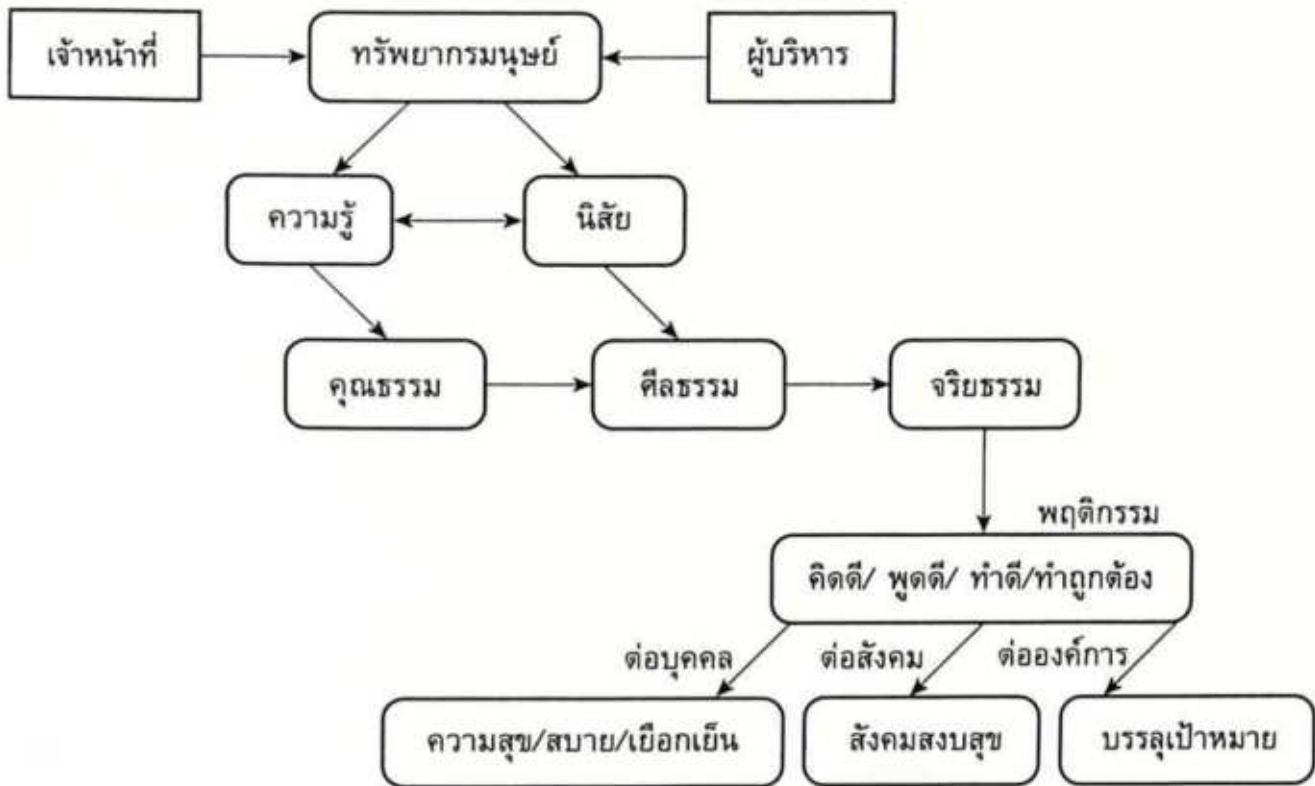 เจ้าหน้าที่ ทรัพยากรมนุษย์ ผู้บริหาร
ความรู้ นิสัย
คุณธรรม ศีลธรรม จริยธรรม
พฤติกรรม
คิดดี/ พูดดี/ ทำดี/ทำถูกต้อง
ต่อบุคคล ต่อสังคม ต่อองค์การ
ความสุข/สบาย/เยือกเย็น สังคมสงบสุข บรรลุเป้าหมาย